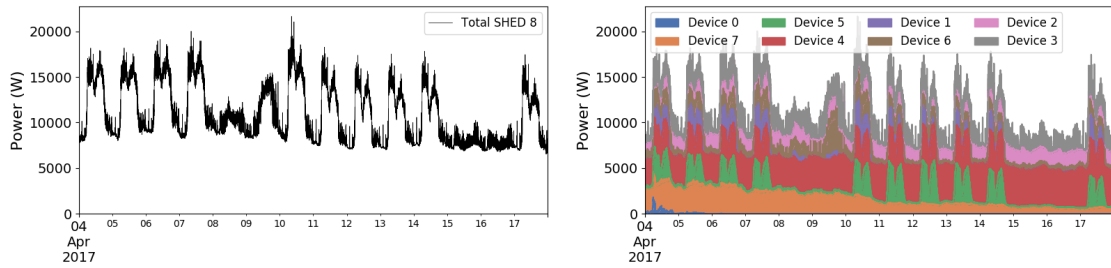 Total SHED 8
Power (W)
20000
15000
10000
5000
0
04 05 06 07 08 09 10 11 12 13 14 15 16 17
Apr
2017
Device 0 Device 5 Device 1 Device 2
Device 7 Device 4 Device 6 Device 3
Power (W)
20000
15000
10000
5000
0
04 05 06 07 08 09 10 11 12 13 14 15 16 17
Apr
2017